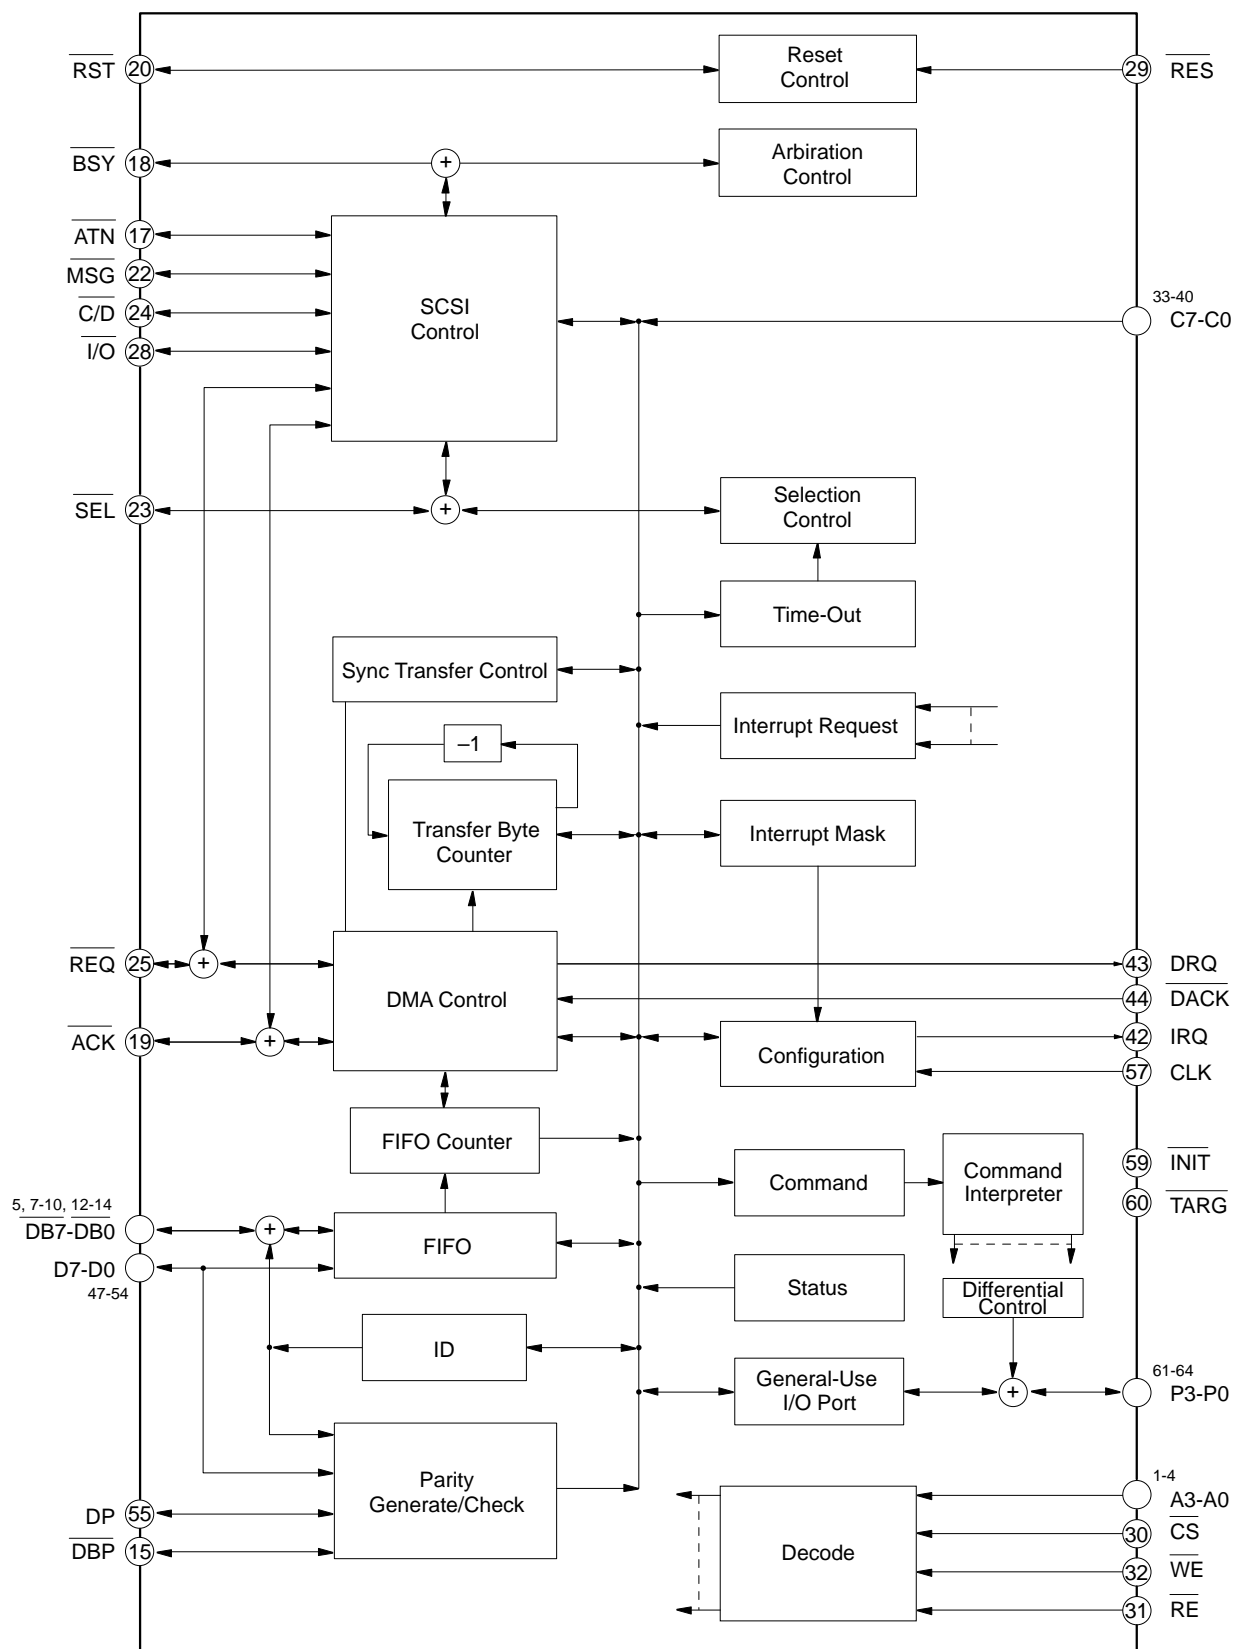 RST 20
Reset
Control
29 RES
BSY 18
+
Arbiration
Control
ATN 17
MSG 22
C/D 24
I/O 28
SCSI
Control
33-40
C7-C0
SEL 23
+
Selection
Control
Time-Out
Sync Transfer Control
Interrupt Request
–1
Transfer Byte
Counter
Interrupt Mask
REQ 25
+
DMA Control
43 DRQ
44 DACK
ACK 19
+
Configuration
42 IRQ
57 CLK
FIFO Counter
Command
Command
Interpreter
59 INIT
60 TARG
5, 7-10, 12-14
DB7-DB0
+
FIFO
D7-D0
47-54
Status
Differential
Control
ID
General-Use
I/O Port
+
61-64
P3-P0
Parity
Generate/Check
DP 55
DBP 15
Decode
1-4
A3-A0
30 CS
32 WE
31 RE